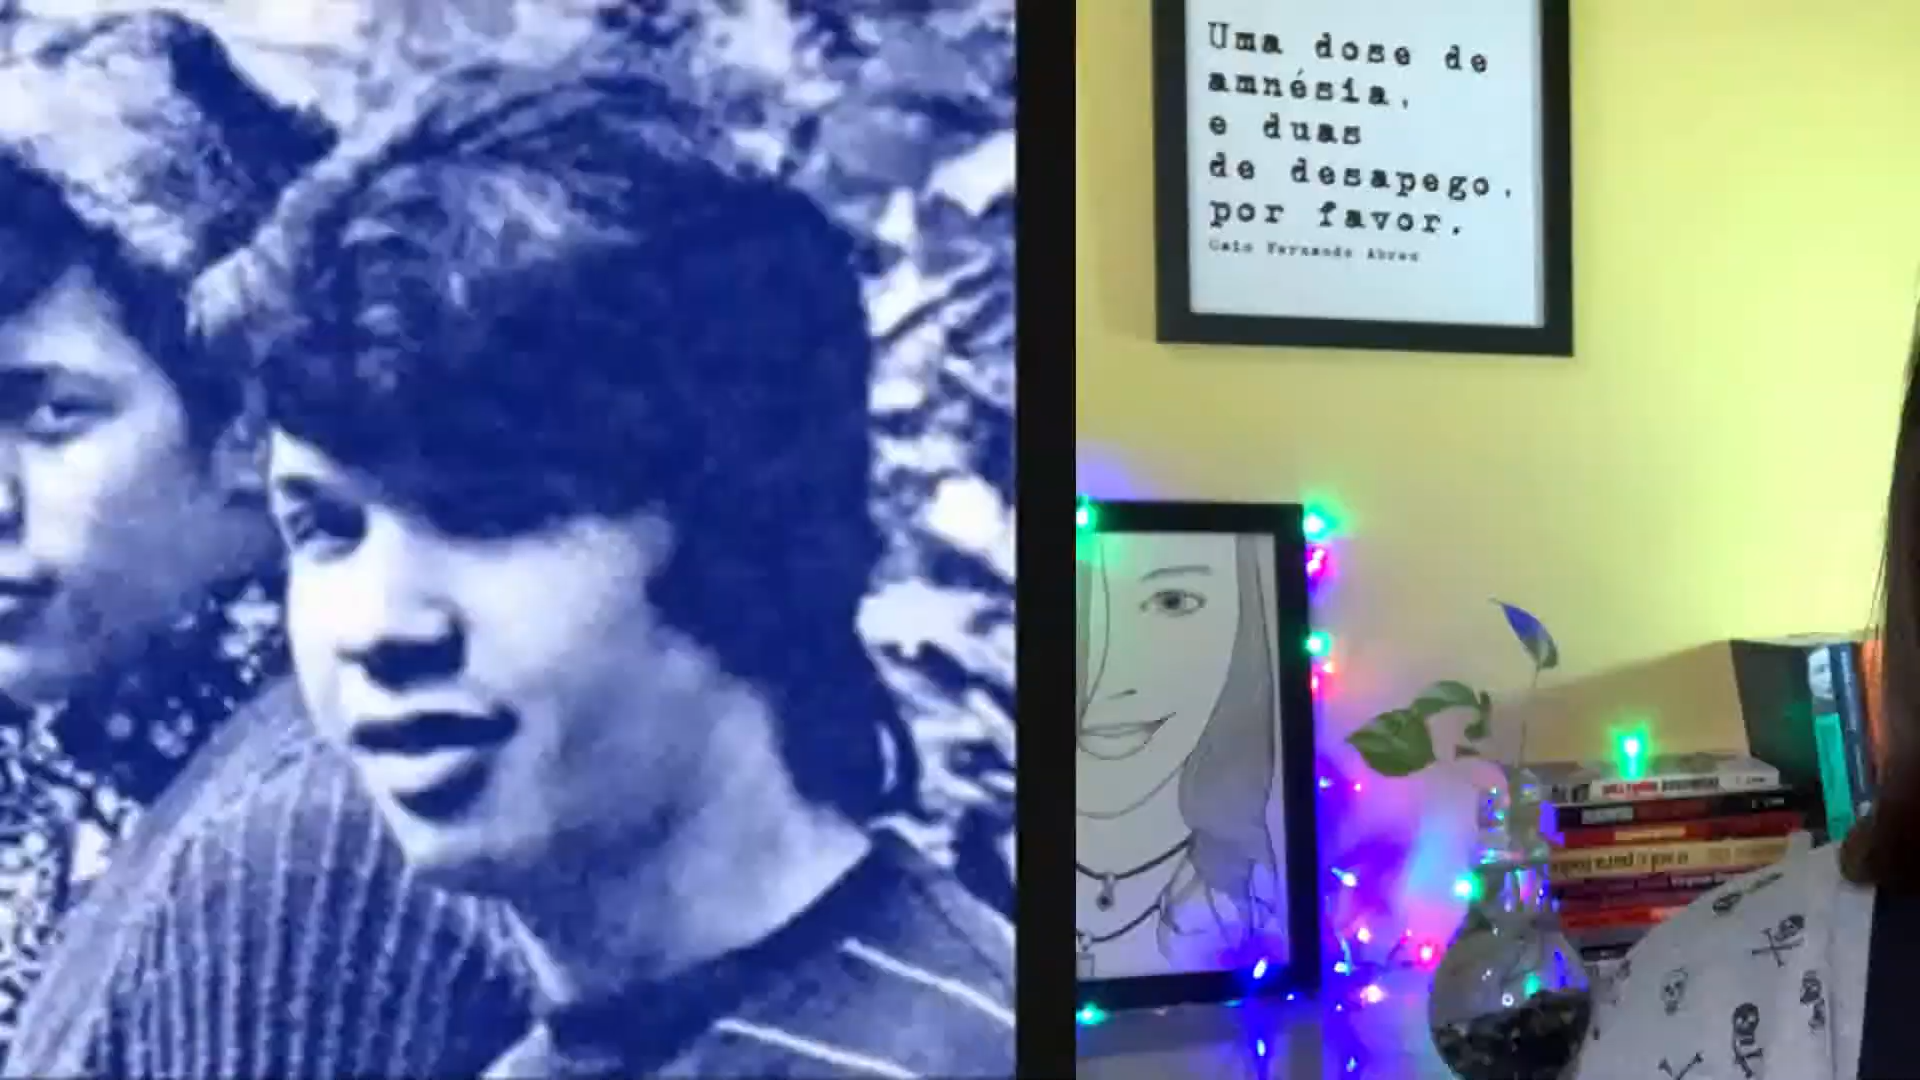 Uma dose de
amnésia,
e duas
de desapego,
por favor.
Caio Fernando Abreu